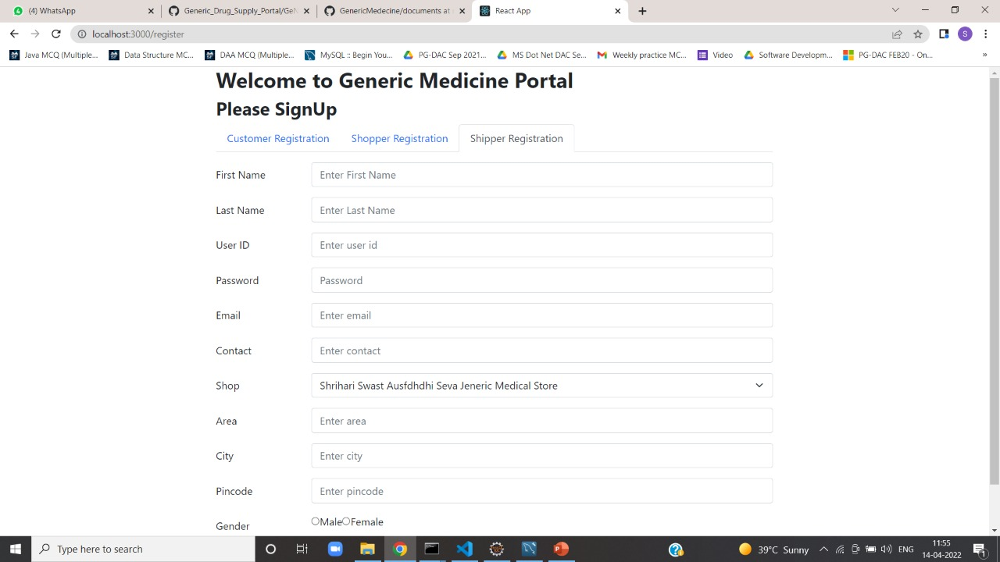 (4) WhatsApp
Generic_Drug_Supply_Portal/GeN
GenericMedecine/documents at
React App
localhost:3000/register
S
Java MCQ (Multiple...
Data Structure MC...
DAA MCQ (Multiple...
MySQL :: Begin You...
PG-DAC Sep 2021...
MS Dot Net DAC Se...
Weeklypractice MC...
Video
Software Developm...
PG-DAC FEB20 - On...
»
Welcome to Generic Medicine Portal
Please SignUp
Customer Registration
Shopper Registration
Shipper Registration
First Name
Enter First Name
Last Name
Enter Last Name
User ID
Enter user id
Password
Password
Email
Enter email
Contact
Enter contact
Shop
Shrihari Swast Ausfdhdhi Seva Jeneric Medical Store
Area
Enter area
City
Enter city
Pincode
Enter pincode
Gender
Male Female
Type here to search
39°C Sunny
ENG
11:55
14-04-2022
1